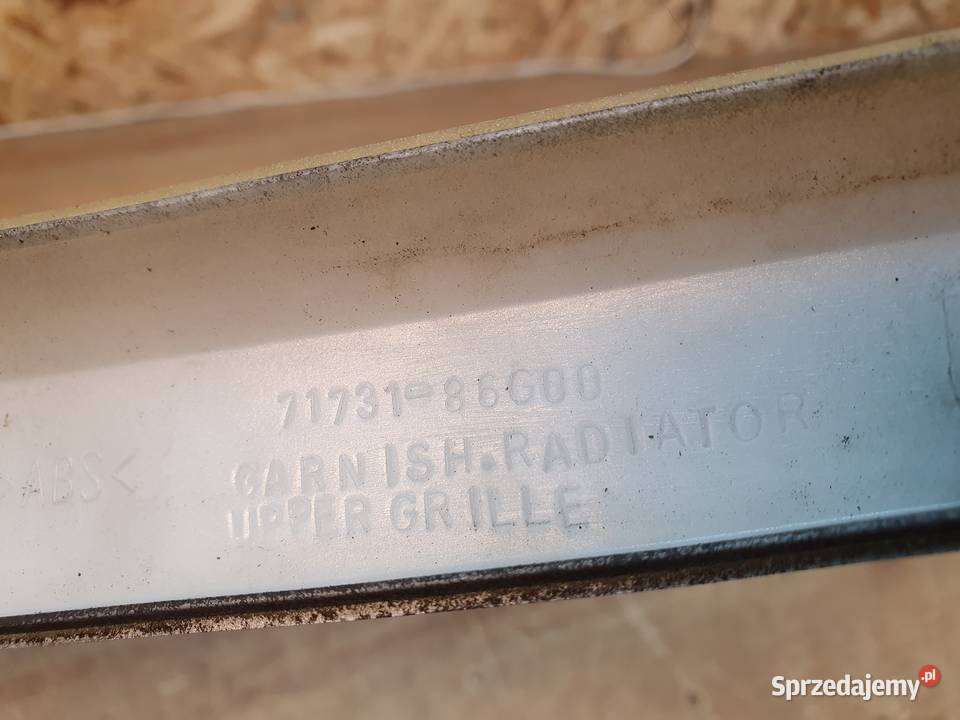 71731-86G00
>ABS<
GARNISH.RADIATOR
UPPER GRILLE
Sprzedajemy.pl